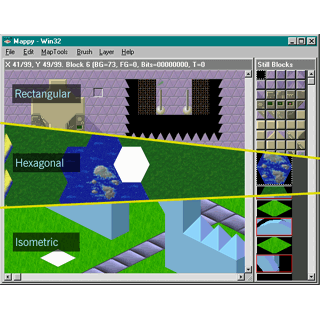 Mappy - Win32
File Edit MapTools Brush Layer Help
X 41/99, Y 49/99. Block 6 (BG=73, FG=0, Bits=00000000, T=0
Still Blocks
Rectangular
Hexagonal
Isometric